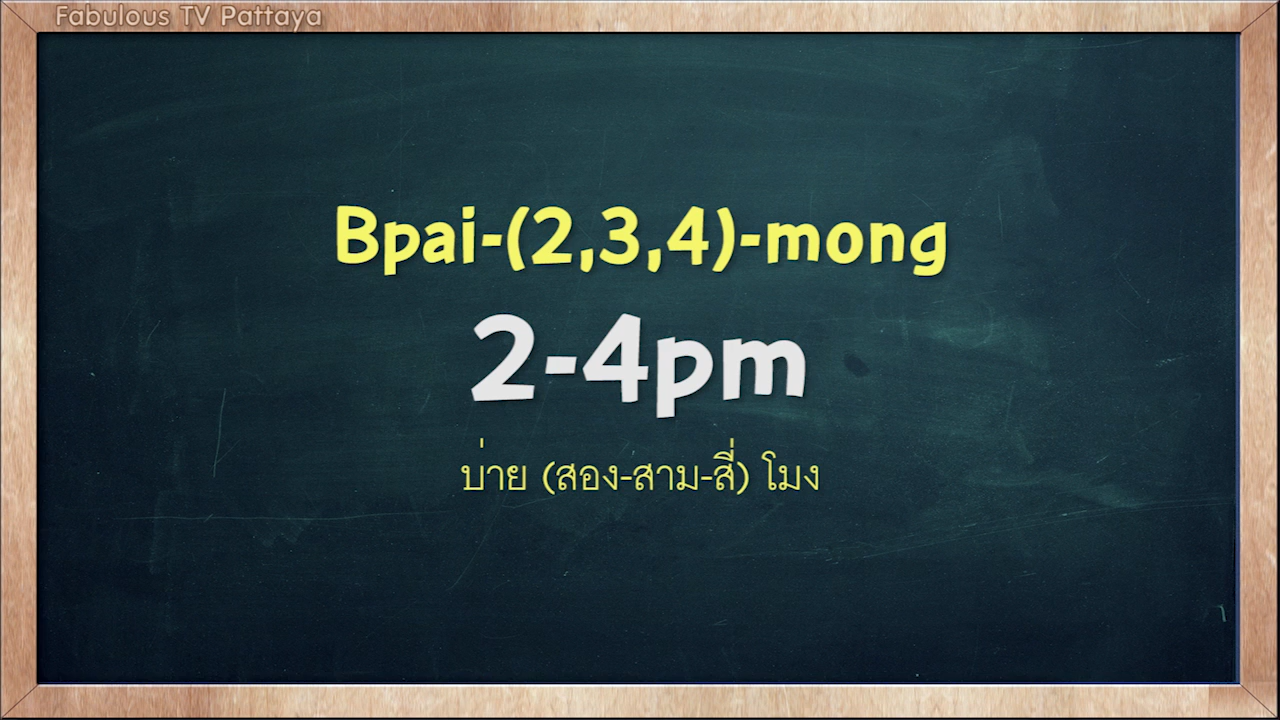 Fabulous TV Pattaya
Bpai-(2,3,4)-mong
2-4pm
บ่าย (สอง-สาม-สี่) โมง